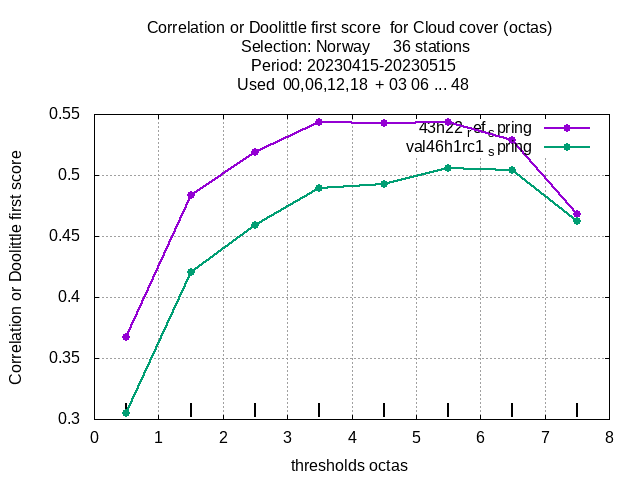 Correlation or Doolittle first score  for Cloud cover (octas)
Selection: Norway     36 stations
Period: 20230415-20230515
Used  00,06,12,18  + 03 06 ... 48
43h22_ref_spring
val46h1rc1_spring
Correlation or Doolittle first score
0.55
0.5
0.45
0.4
0.35
0.3
0 1 2 3 4 5 6 7 8
thresholds octas